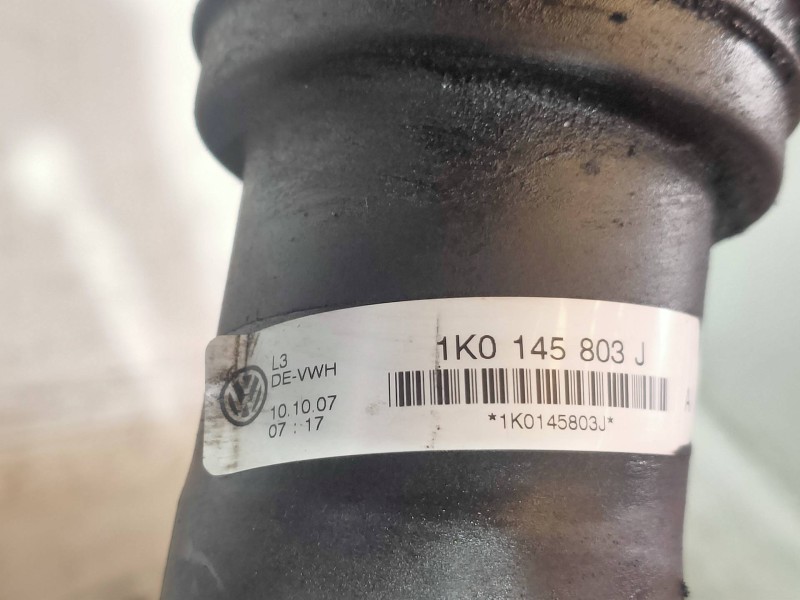 L3
DE-VWH
10.10.07
07:17
1K0 145 803 J
*1K0145803J*
A